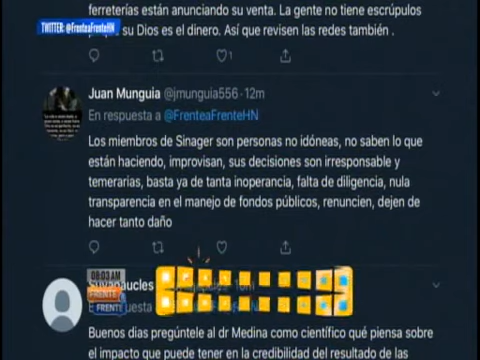 ferreterías están anunciando su venta. La gente no tiene escrúpulos
TWITTER: @FrenteaFrenteHN
su Dios es el dinero. Así que revisen las redes también .
1
Juan Munguia @jmunguia556 · 12m
En respuesta a @FrenteaFrenteHN
Los miembros de Sinager son personas no idóneas, no saben lo que
están haciendo, improvisan, sus decisiones son irresponsable y
temerarias, basta ya de tanta inoperancia, falta de diligencia, nula
transparencia en el manejo de fondos públicos, renuncien, dejen de
hacer tanto daño
08:03 AM
FRENTE
FRENTE
Buenos dias pregúntele al dr Medina como científico qué piensa sobre
el impacto que puede tener en la credibilidad del resultado de las